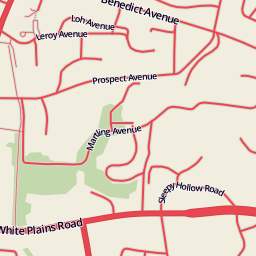 Benedict Avenue
Loh Avenue
Leroy Avenue
Prospect Avenue
Marling Avenue
Sleepy Hollow Road
White Plains Road